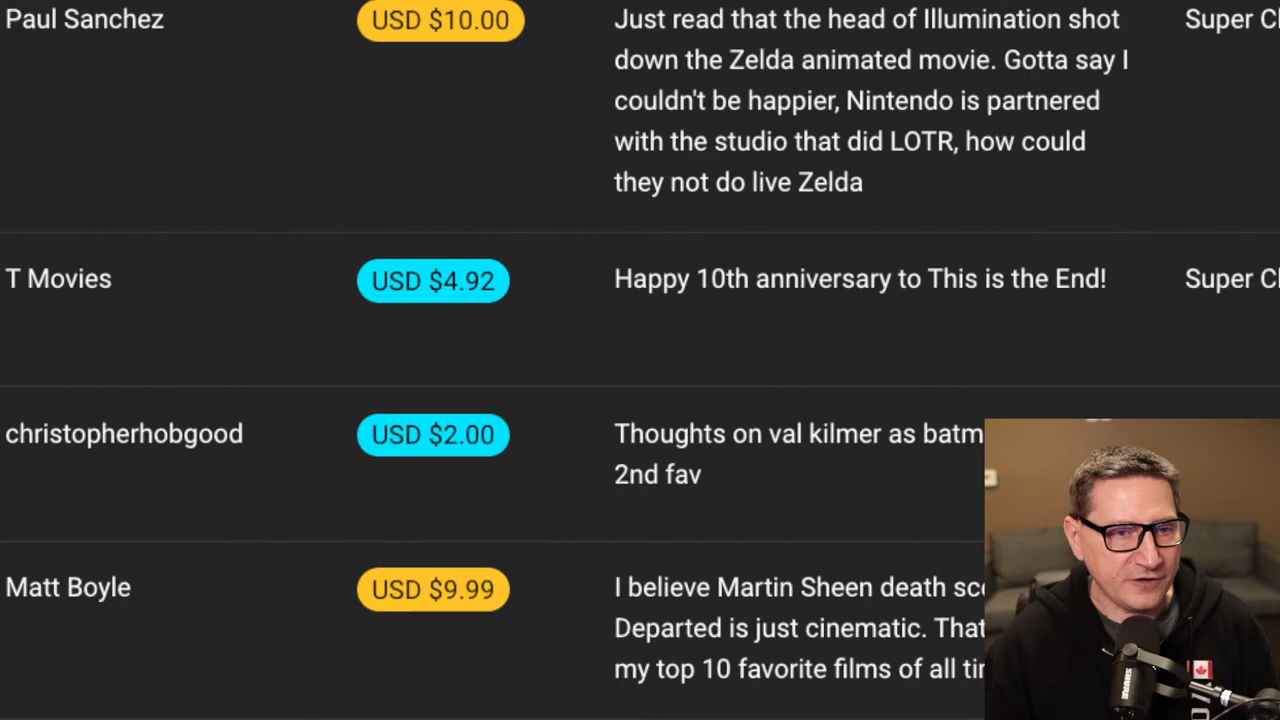 Paul Sanchez
USD $10.00
Just read that the head of Illumination shot
down the Zelda animated movie. Gotta say I
couldn't be happier, Nintendo is partnered
with the studio that did LOTR, how could
they not do live Zelda
Super
T Movies
USD $4.92
Happy 10th anniversary to This is the End!
Super
christopherhobgood
USD $2.00
Thoughts on val kilmer as
2nd fav
Matt Boyle
USD $9.99
I believe Martin Sheen death
Departed is just cinematic. That
my top 10 favorite films of all
SHURE